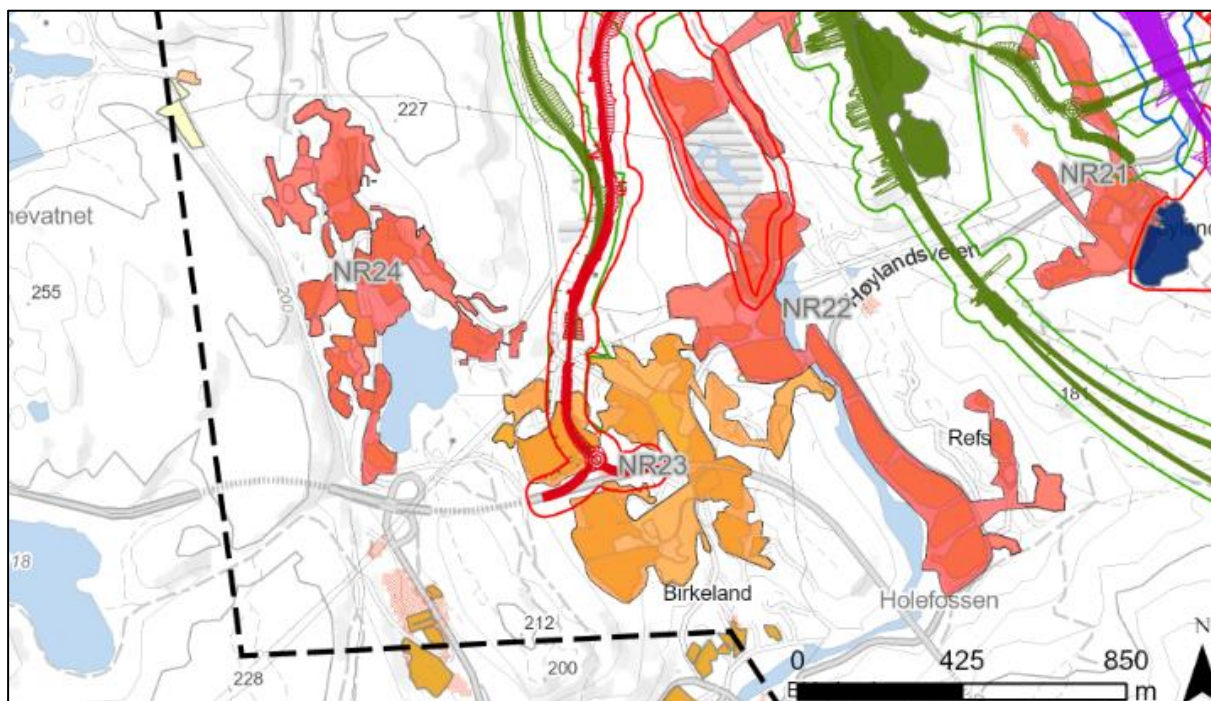 227
NR21
nevatnet
Høylandsveien
NR24
255
200
NR22
181
Refs
NR23
18
Birkeland
Holefossen
212
N
200
0 425 850
228
m